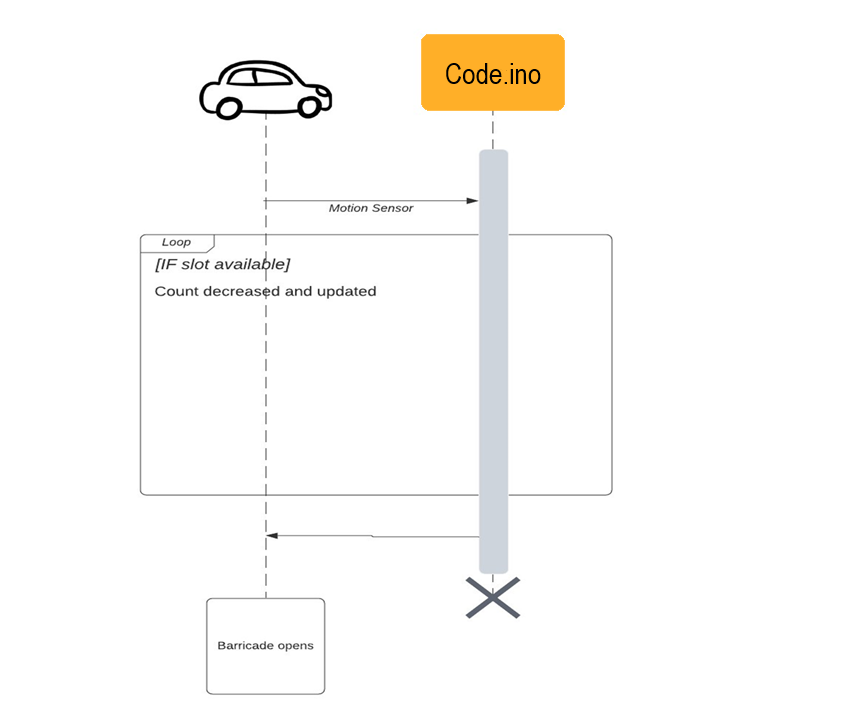 Code.ino
Motion Sensor
Loop
[IF slot available]
Count decreased and updated
Barricade opens